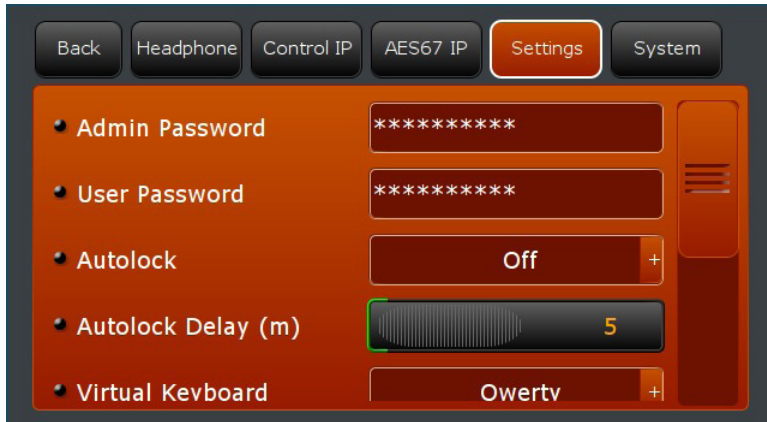 Back Headphone Control IP AES67 IP Settings System
Admin Password **********
User Password **********
Autolock Off +
Autolock Delay (m) 5
Virtual Keyboard Qwerty +